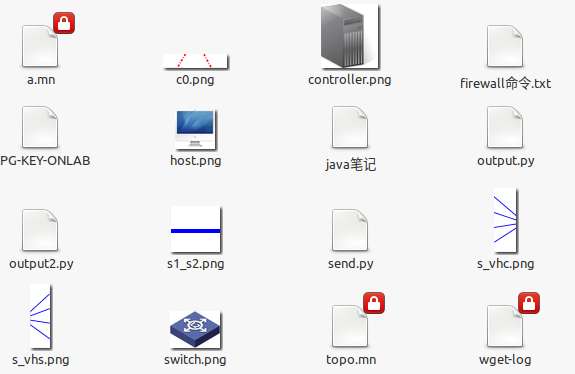 a.mn
c0.png
controller.png
firewall命令.txt
PG-KEY-ONLAB
host.png
java笔记
output.py
output2.py
s1_s2.png
send.py
s_vhc.png
s_vhs.png
switch.png
topo.mn
wget-log